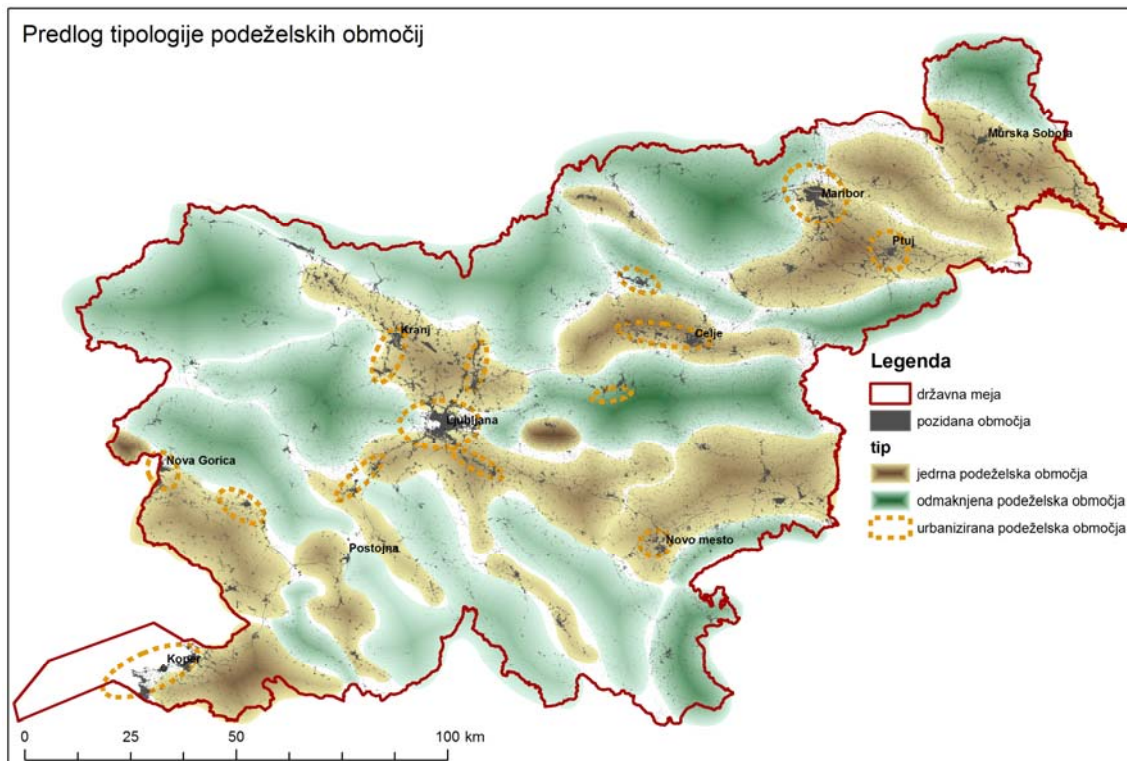 Predlog tipologije podeželskih območij
Murska Sobota
Maribor
Ptuj
Celje
Kranj
Ljubljana
Nova Gorica
Novo mesto
Postojna
Koper
Legenda
državna meja
pozidana območja
tip
jedrna podeželska območja
odmaknjena podeželska območja
urbanizirana podeželska območja
0 25 50 100 km